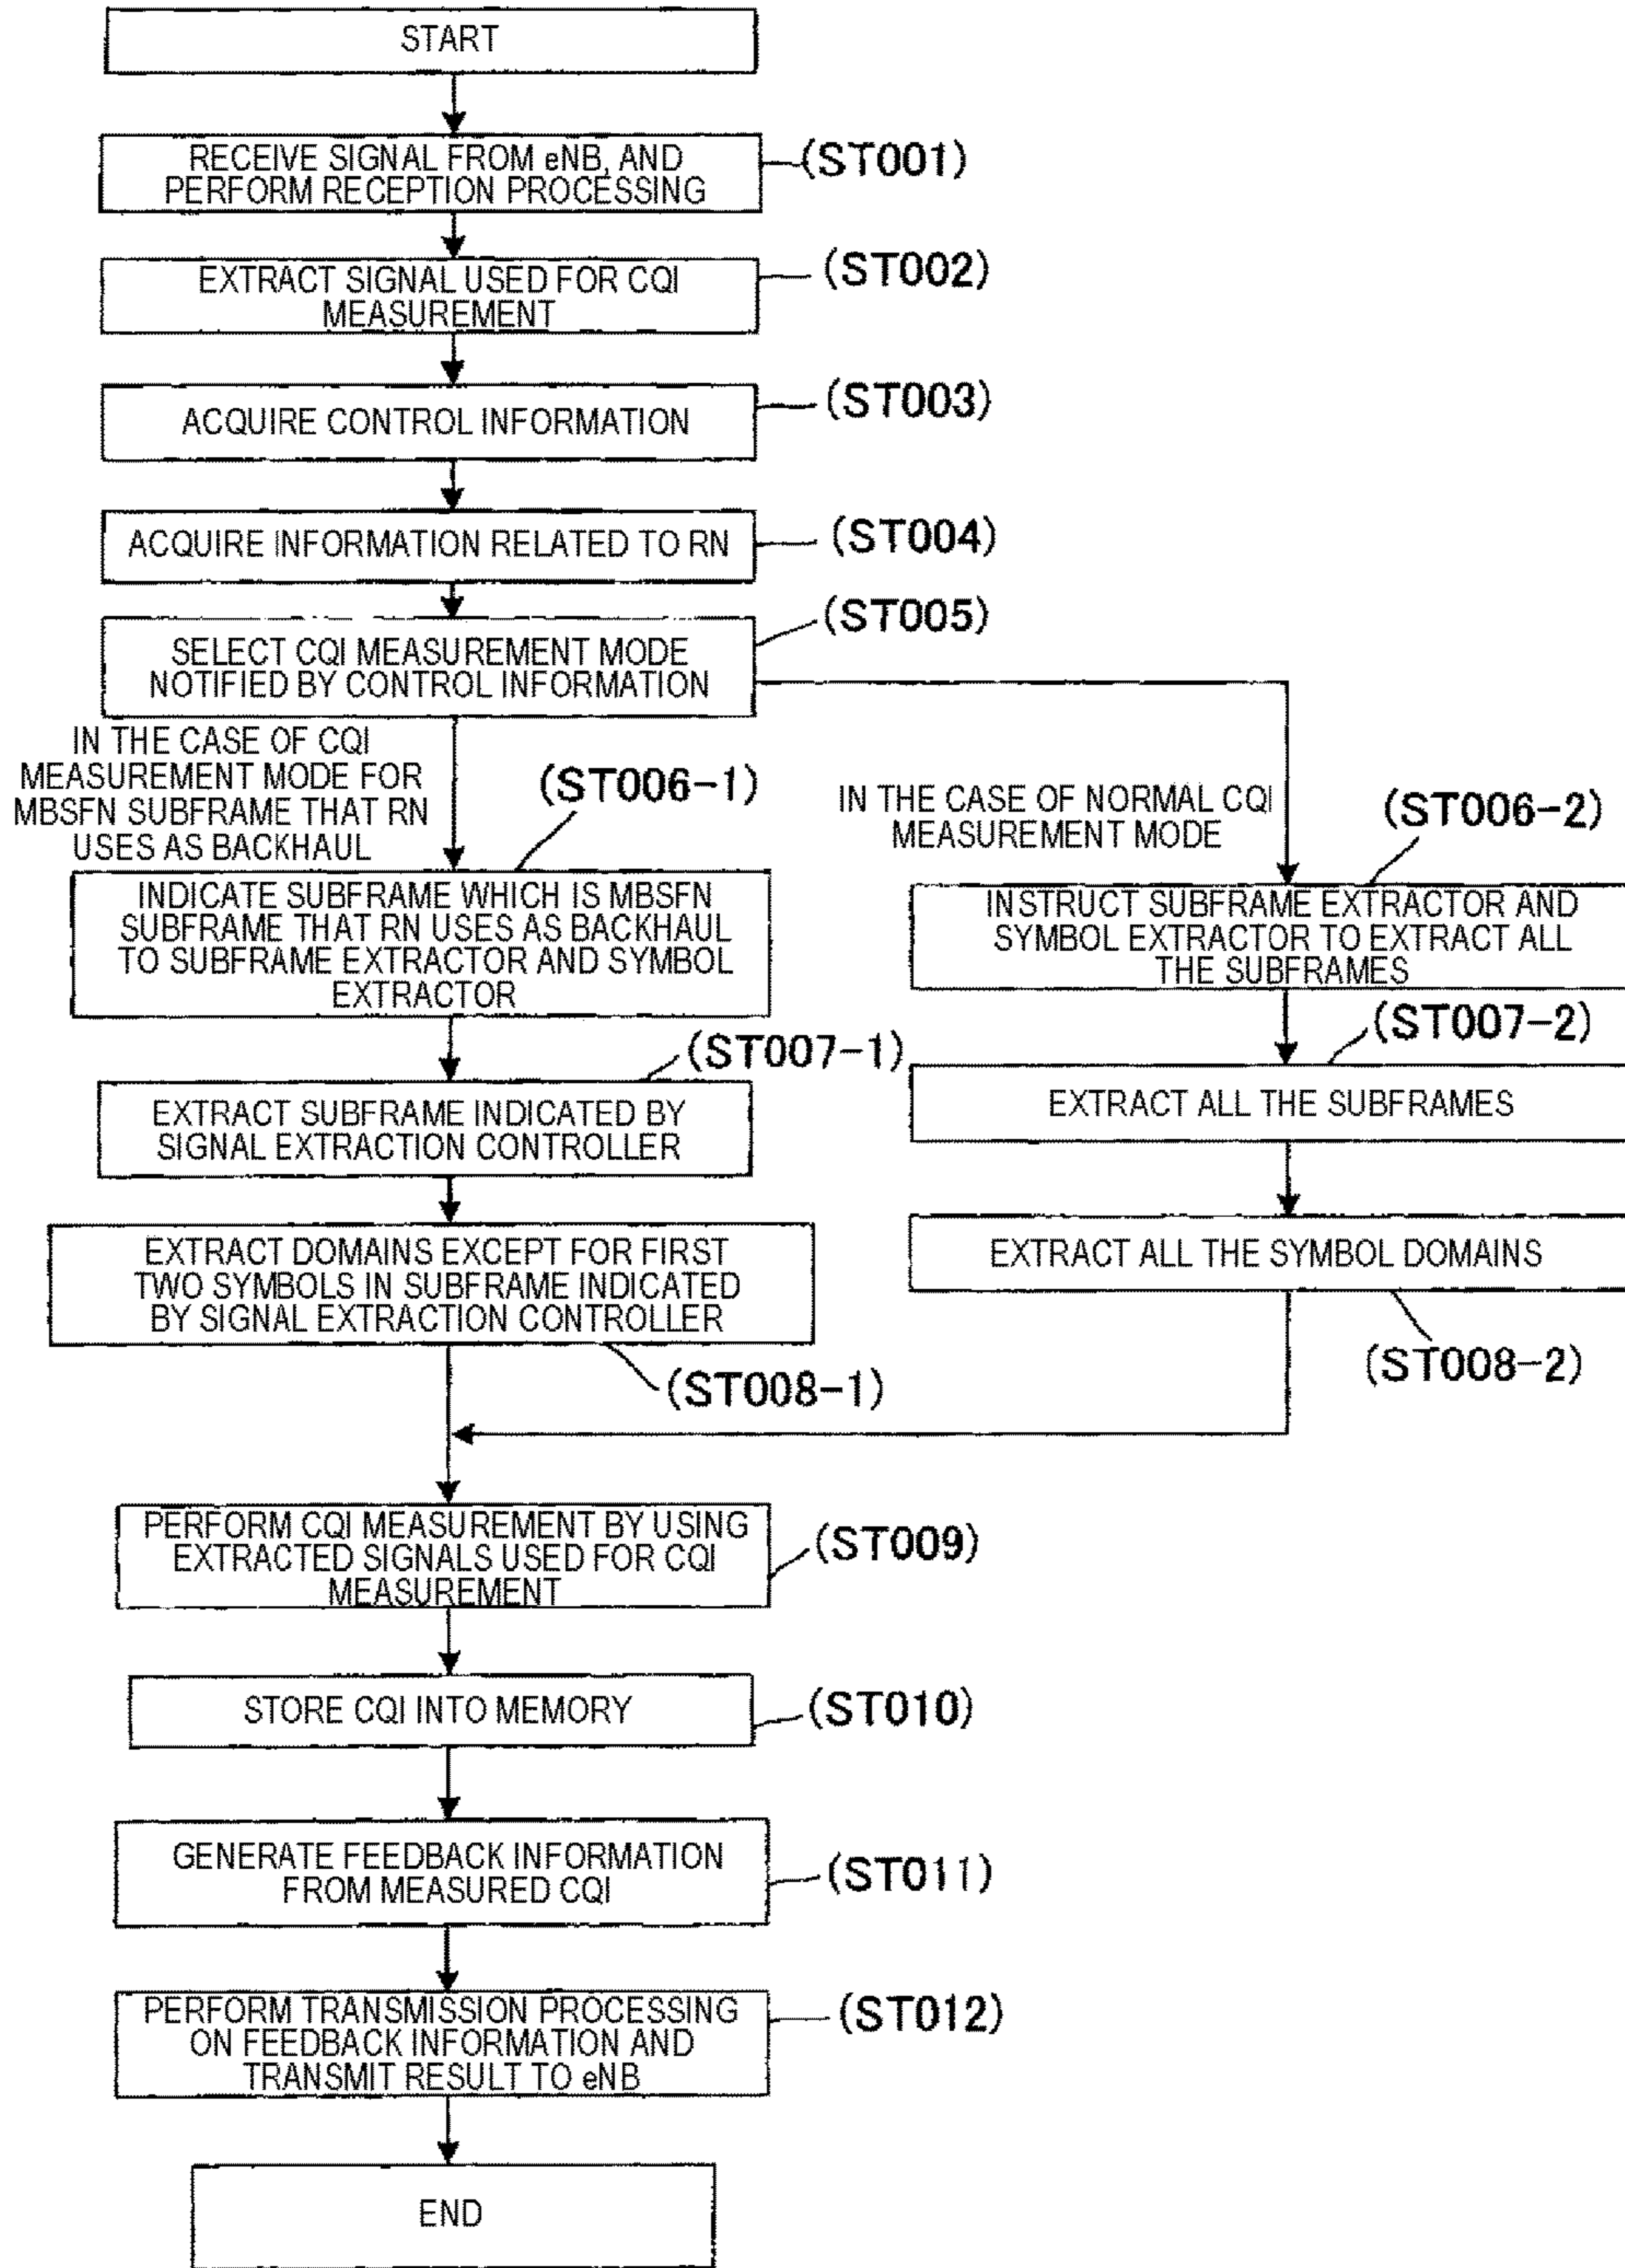 START
RECEIVE SIGNAL FROM eNB, AND
PERFORM RECEPTION PROCESSING
(ST001)
EXTRACT SIGNAL USED FOR CQI
MEASUREMENT
(ST002)
ACQUIRE CONTROL INFORMATION
(ST003)
ACQUIRE INFORMATION RELATED TO RN
(ST004)
SELECT CQI MEASUREMENT MODE
NOTIFIED BY CONTROL INFORMATION
(ST005)
IN THE CASE OF CQI
MEASUREMENT MODE FOR
MBSFN SUBFRAME THAT RN
USES AS BACKHAUL
(ST006-1)
INDICATE SUBFRAME WHICH IS MBSFN
SUBFRAME THAT RN USES AS BACKHAUL
TO SUBFRAME EXTRACTOR AND SYMBOL
EXTRACTOR
(ST007-1)
EXTRACT SUBFRAME INDICATED BY
SIGNAL EXTRACTION CONTROLLER
EXTRACT DOMAINS EXCEPT FOR FIRST
TWO SYMBOLS IN SUBFRAME INDICATED
BY SIGNAL EXTRACTION CONTROLLER
(ST008-1)
IN THE CASE OF NORMAL CQI
MEASUREMENT MODE
(ST006-2)
INSTRUCT SUBFRAME EXTRACTOR AND
SYMBOL EXTRACTOR TO EXTRACT ALL
THE SUBFRAMES
(ST007-2)
EXTRACT ALL THE SUBFRAMES
EXTRACT ALL THE SYMBOL DOMAINS
(ST008-2)
PERFORM CQI MEASUREMENT BY USING
EXTRACTED SIGNALS USED FOR CQI
MEASUREMENT
(ST009)
STORE CQI INTO MEMORY
(ST010)
GENERATE FEEDBACK INFORMATION
FROM MEASURED CQI
(ST011)
PERFORM TRANSMISSION PROCESSING
ON FEEDBACK INFORMATION AND
TRANSMIT RESULT TO eNB
(ST012)
END